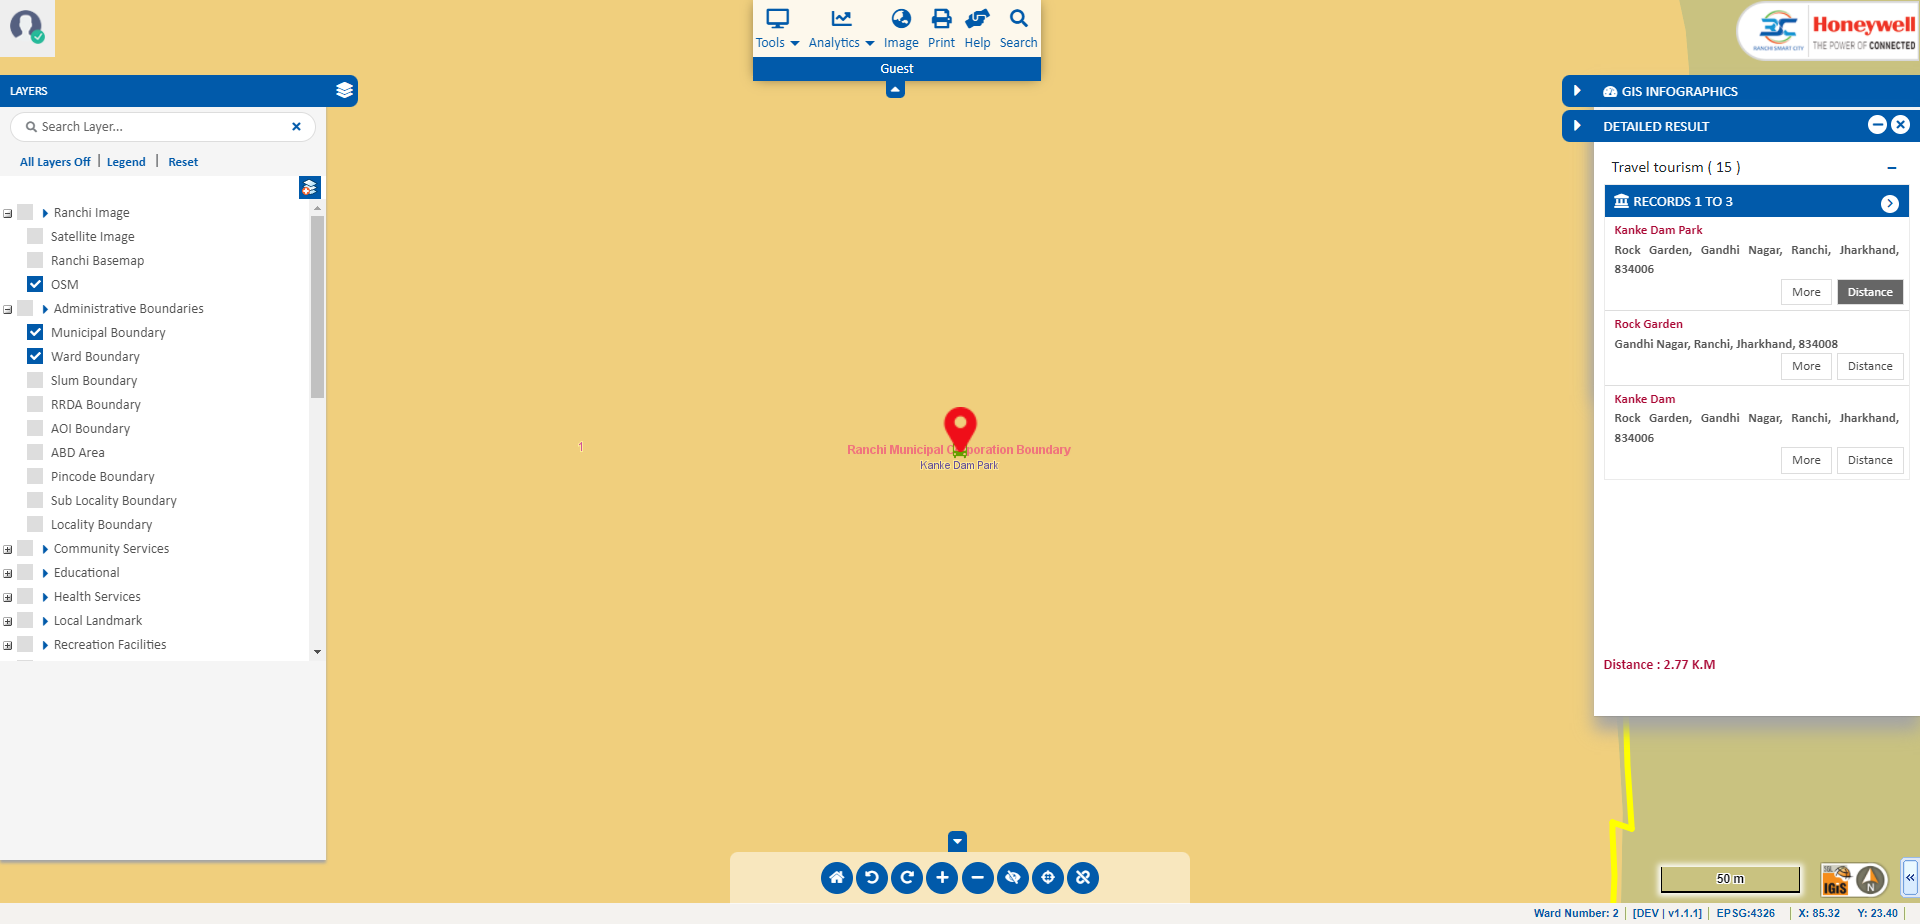 Tools
Analytics
Image
Print
Help
Search
Guest
RANCHI SMART CITY
Honeywell
THE POWER OF CONNECTED
LAYERS
Search Layer...
All Layers Off | Legend | Reset
Ranchi Image
Satellite Image
Ranchi Basemap
OSM
Administrative Boundaries
Municipal Boundary
Ward Boundary
Slum Boundary
RRDA Boundary
AOI Boundary
ABD Area
Pincode Boundary
Sub Locality Boundary
Locality Boundary
Community Services
Educational
Health Services
Local Landmark
Recreation Facilities
1
Ranchi Municipal Corporation Boundary
Kanke Dam Park
GIS INFOGRAPHICS
DETAILED RESULT
Travel tourism ( 15 )
RECORDS 1 TO 3
Kanke Dam Park
Rock Garden, Gandhi Nagar, Ranchi, Jharkhand,
834006
More Distance
Rock Garden
Gandhi Nagar, Ranchi, Jharkhand, 834008
More Distance
Kanke Dam
Rock Garden, Gandhi Nagar, Ranchi, Jharkhand,
834006
More Distance
Distance : 2.77 K.M
50 m
IGiS
N
Ward Number: 2 | [DEV | v1.1.1] | EPSG:4326 | X: 85.32 Y: 23.40